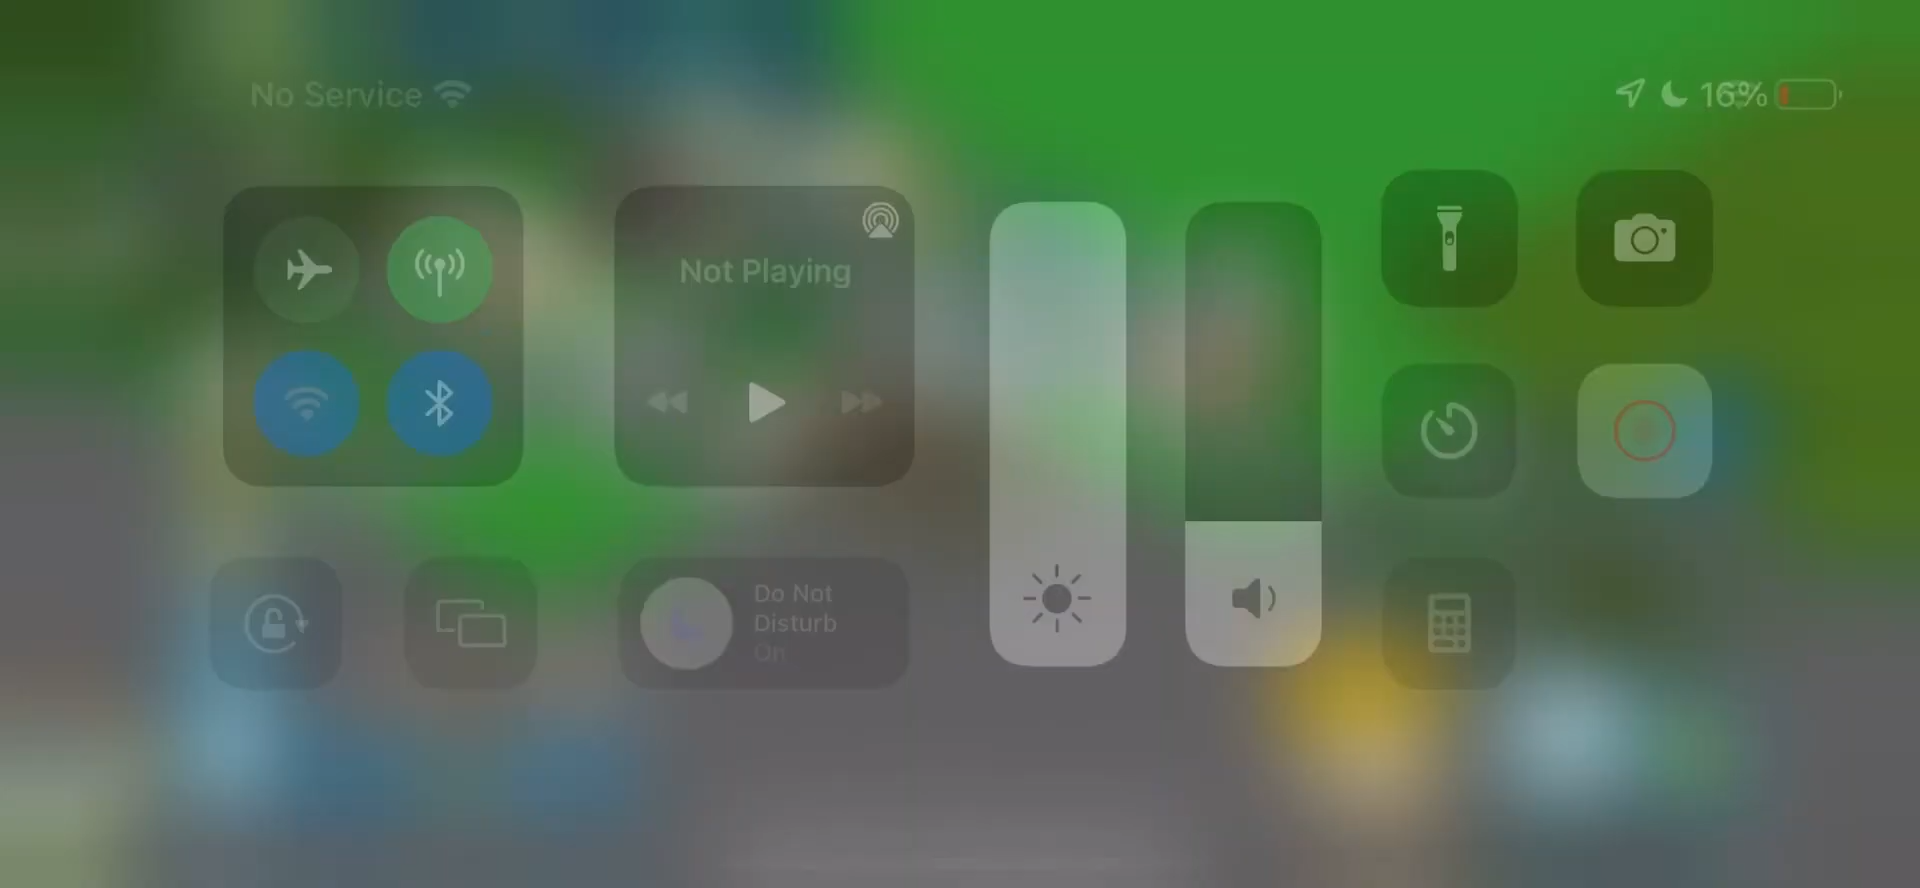 No Service
16%
Not Playing
Do Not
Disturb
On